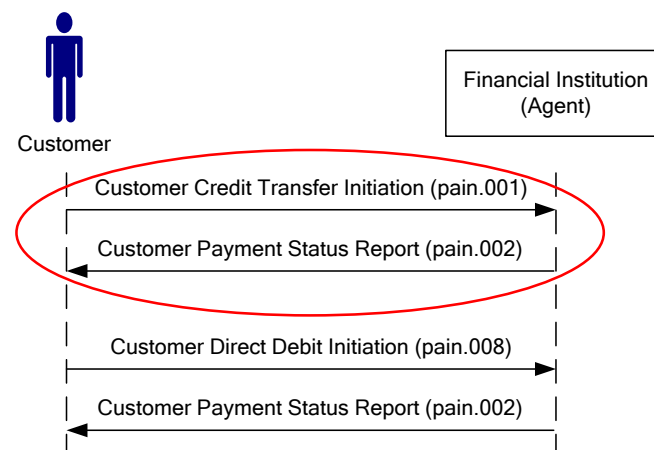 Financial Institution
(Agent)
Customer
Customer Credit Transfer Initiation (pain.001)
Customer Payment Status Report (pain.002)
Customer Direct Debit Initiation (pain.008)
Customer Payment Status Report (pain.002)